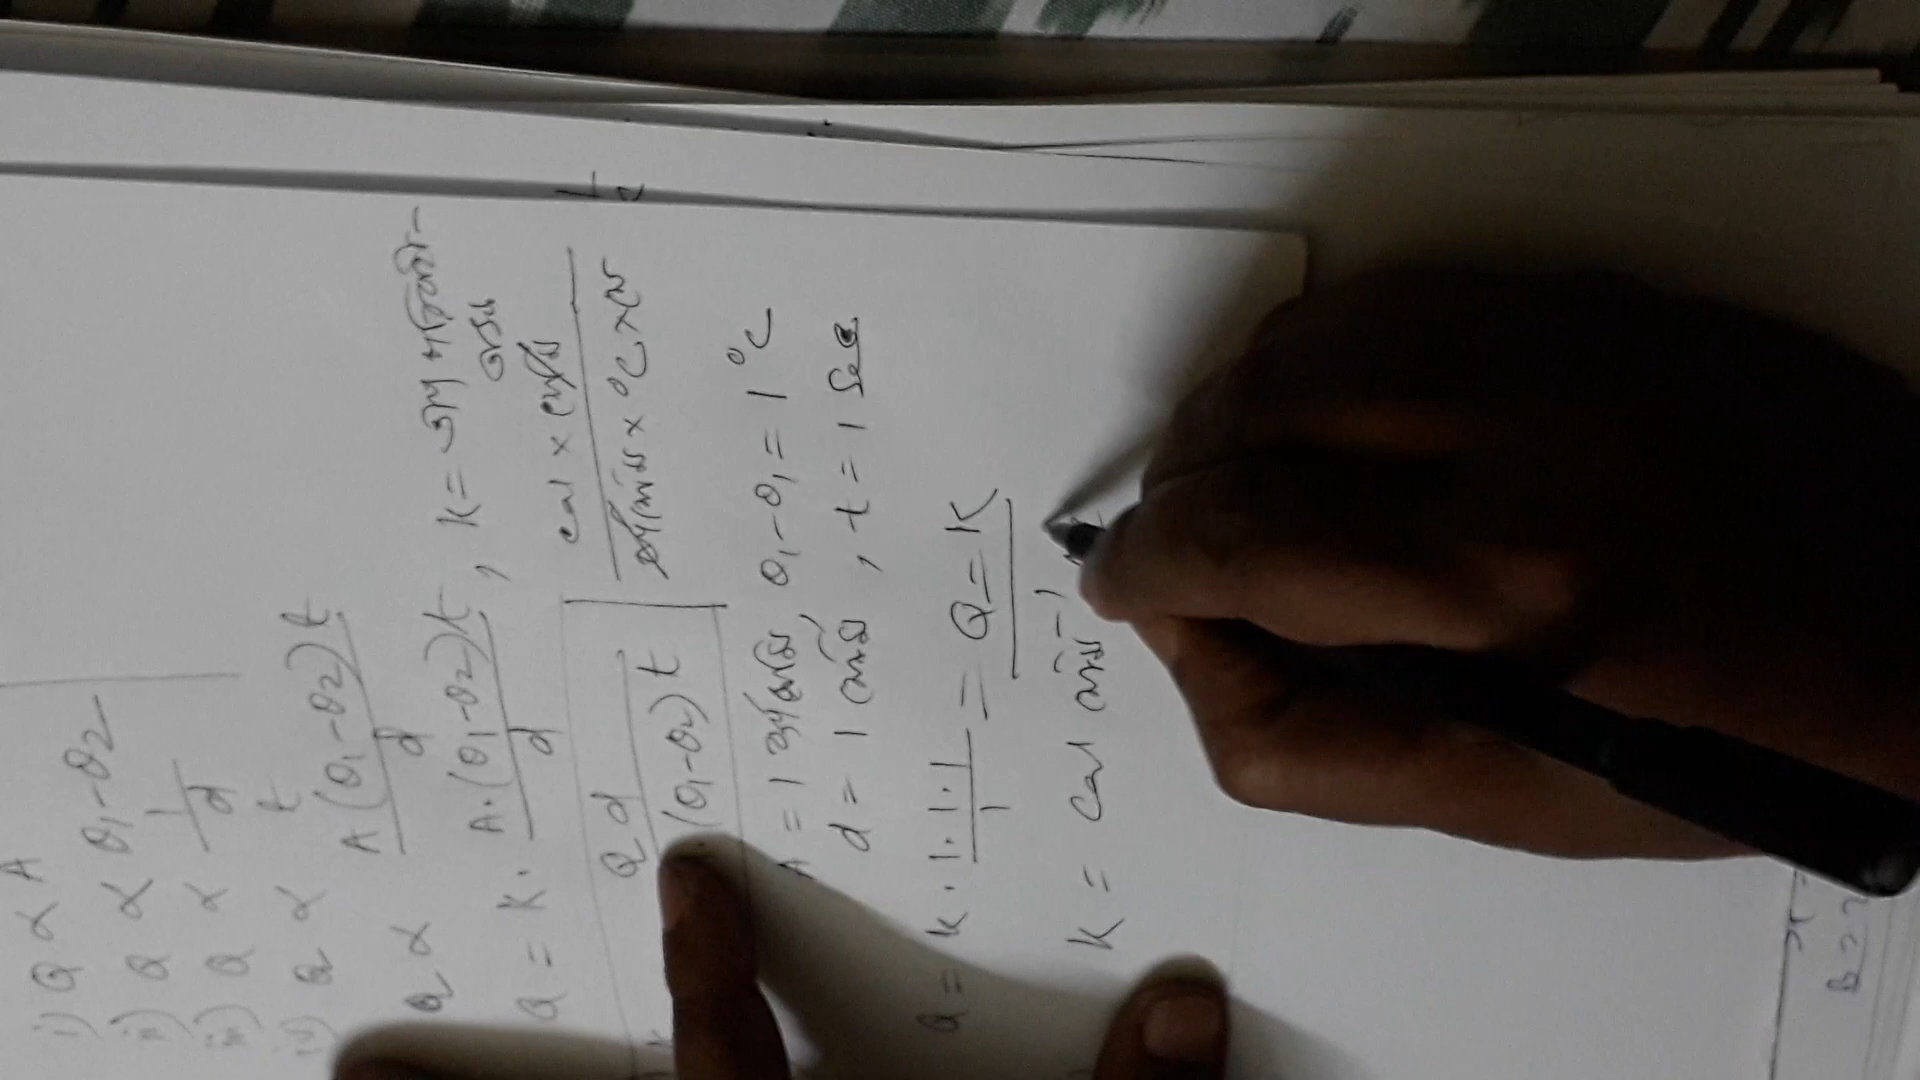 i) Q α A
ii) Q α θ1-θ2
iii) Q α 1/d
iv) Q α t
Q α A(θ1-θ2)t/d
Q = K. A.(θ1-θ2)t/d , K = তাপ
Qd/(θ1-θ2)t
cal x সেমি/বর্গসেমি x °C x সে
= 1 বর্গসেমি, θ1-θ1 = 1°C
d = 1 সেমি, t = 1 Sec
Q = K. 1.1.1/1 = Q = K
K = Cal সেমি-1
B =